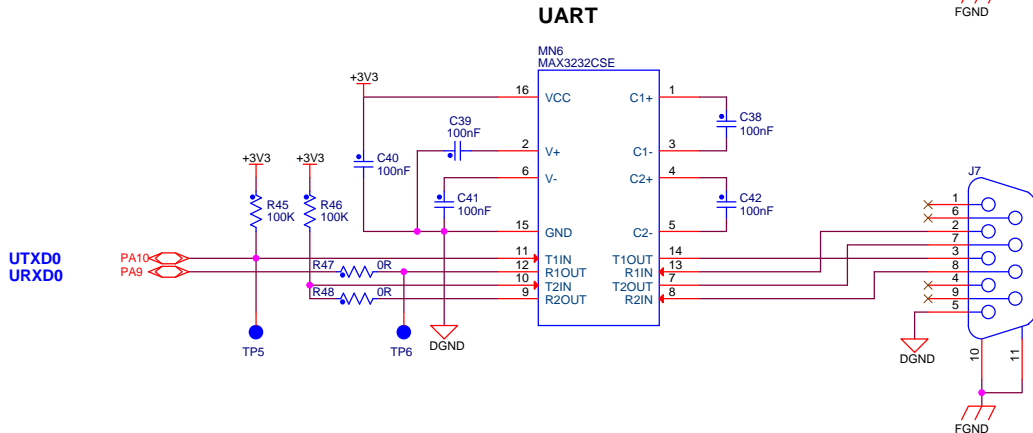 FGND
UART
MN6
MAX3232CSE
+3V3
16 VCC C1+ 1
C39
100nF
C38
100nF
2 V+ C1- 3
+3V3 +3V3
C40
100nF
6 V- C2+ 4
R45
100K
R46
100K
C41
100nF
C42
100nF
J7
15 GND C2- 5
1
6
2
7
3
8
4
9
5
UTXD0 PA10 11 T1IN T1OUT 14
URXD0 PA9 R47 0R 12 R1OUT R1IN 13
10 T2IN T2OUT 7
R48 0R 9 R2OUT R2IN 8
TP5 TP6 DGND
DGND
10 11
FGND